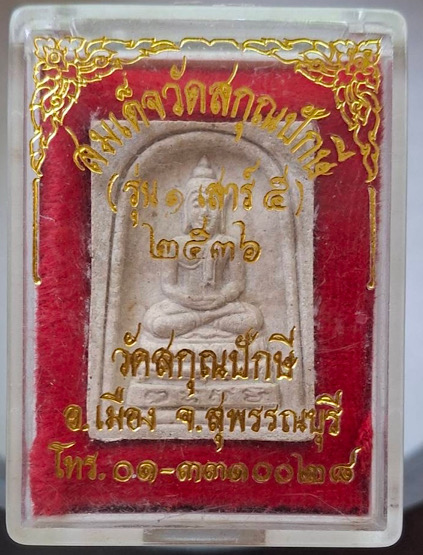 สมเด็จวัดสกุณปักษี
(รุ่น ๑ เสาร์ ๕)
๒๕๓๖
วัดสกุณปักษี
อ.เมือง จ.สุพรรณบุรี
โทร. ๐๑-๓๓๑๐๐๒๘